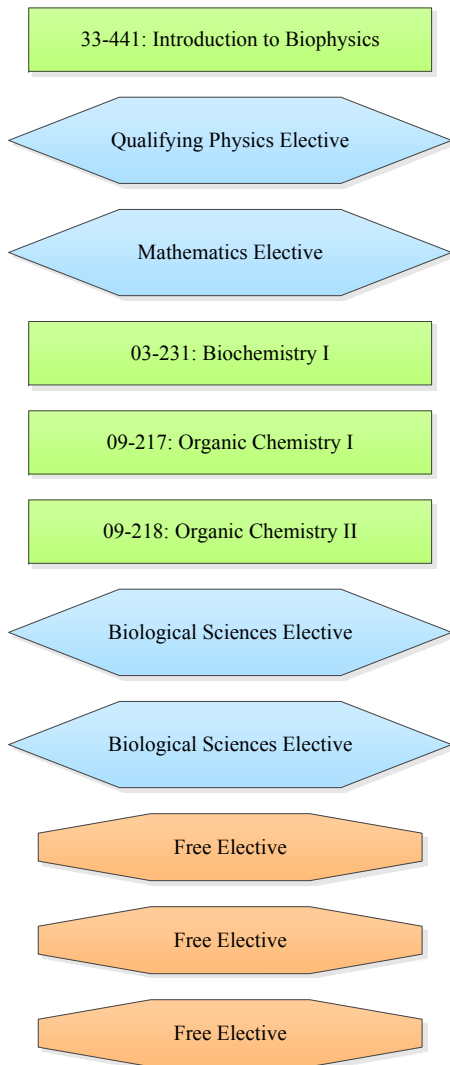 33-441: Introduction to Biophysics
Qualifying Physics Elective
Mathematics Elective
03-231: Biochemistry I
09-217: Organic Chemistry I
09-218: Organic Chemistry II
Biological Sciences Elective
Biological Sciences Elective
Free Elective
Free Elective
Free Elective